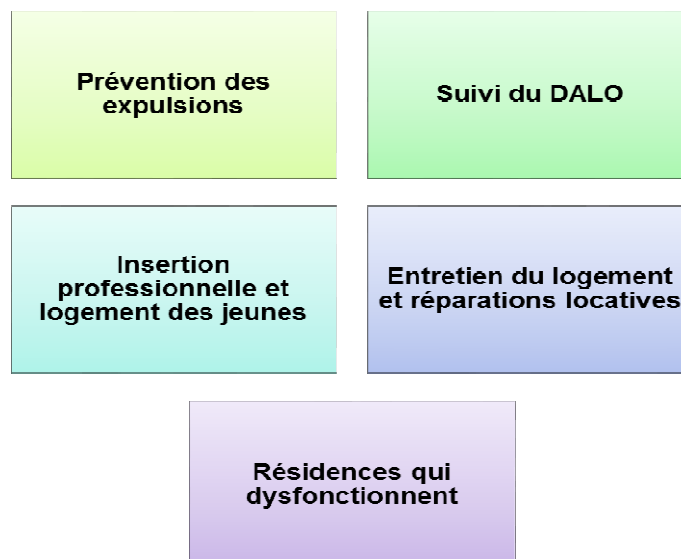 Prévention des
expulsions
Suivi du DALO
Insertion
professionnelle et
logement des jeunes
Entretien du logement
et réparations locatives
Résidences qui
dysfonctionnent